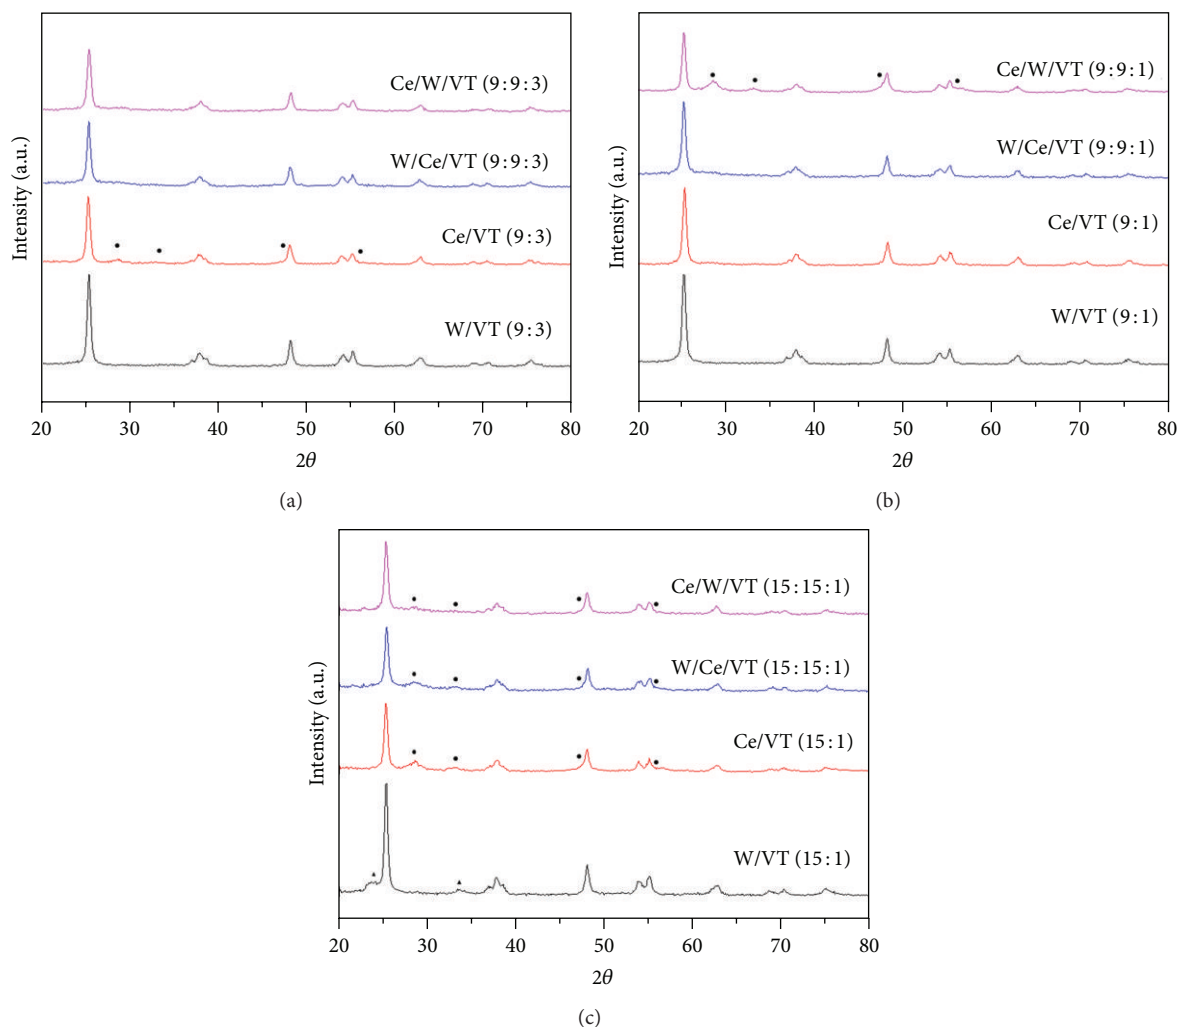 Ce/W/VT (9:9:3)
W/Ce/VT (9:9:3)
Ce/VT (9:3)
W/VT (9:3)
Intensity (a.u.)
20 30 40 50 60 70 80
2θ
(a)
Ce/W/VT (9:9:1)
W/Ce/VT (9:9:1)
Ce/VT (9:1)
W/VT (9:1)
Intensity (a.u.)
20 30 40 50 60 70 80
2θ
(b)
Ce/W/VT (15:15:1)
W/Ce/VT (15:15:1)
Ce/VT (15:1)
W/VT (15:1)
Intensity (a.u.)
20 30 40 50 60 70 80
2θ
(c)